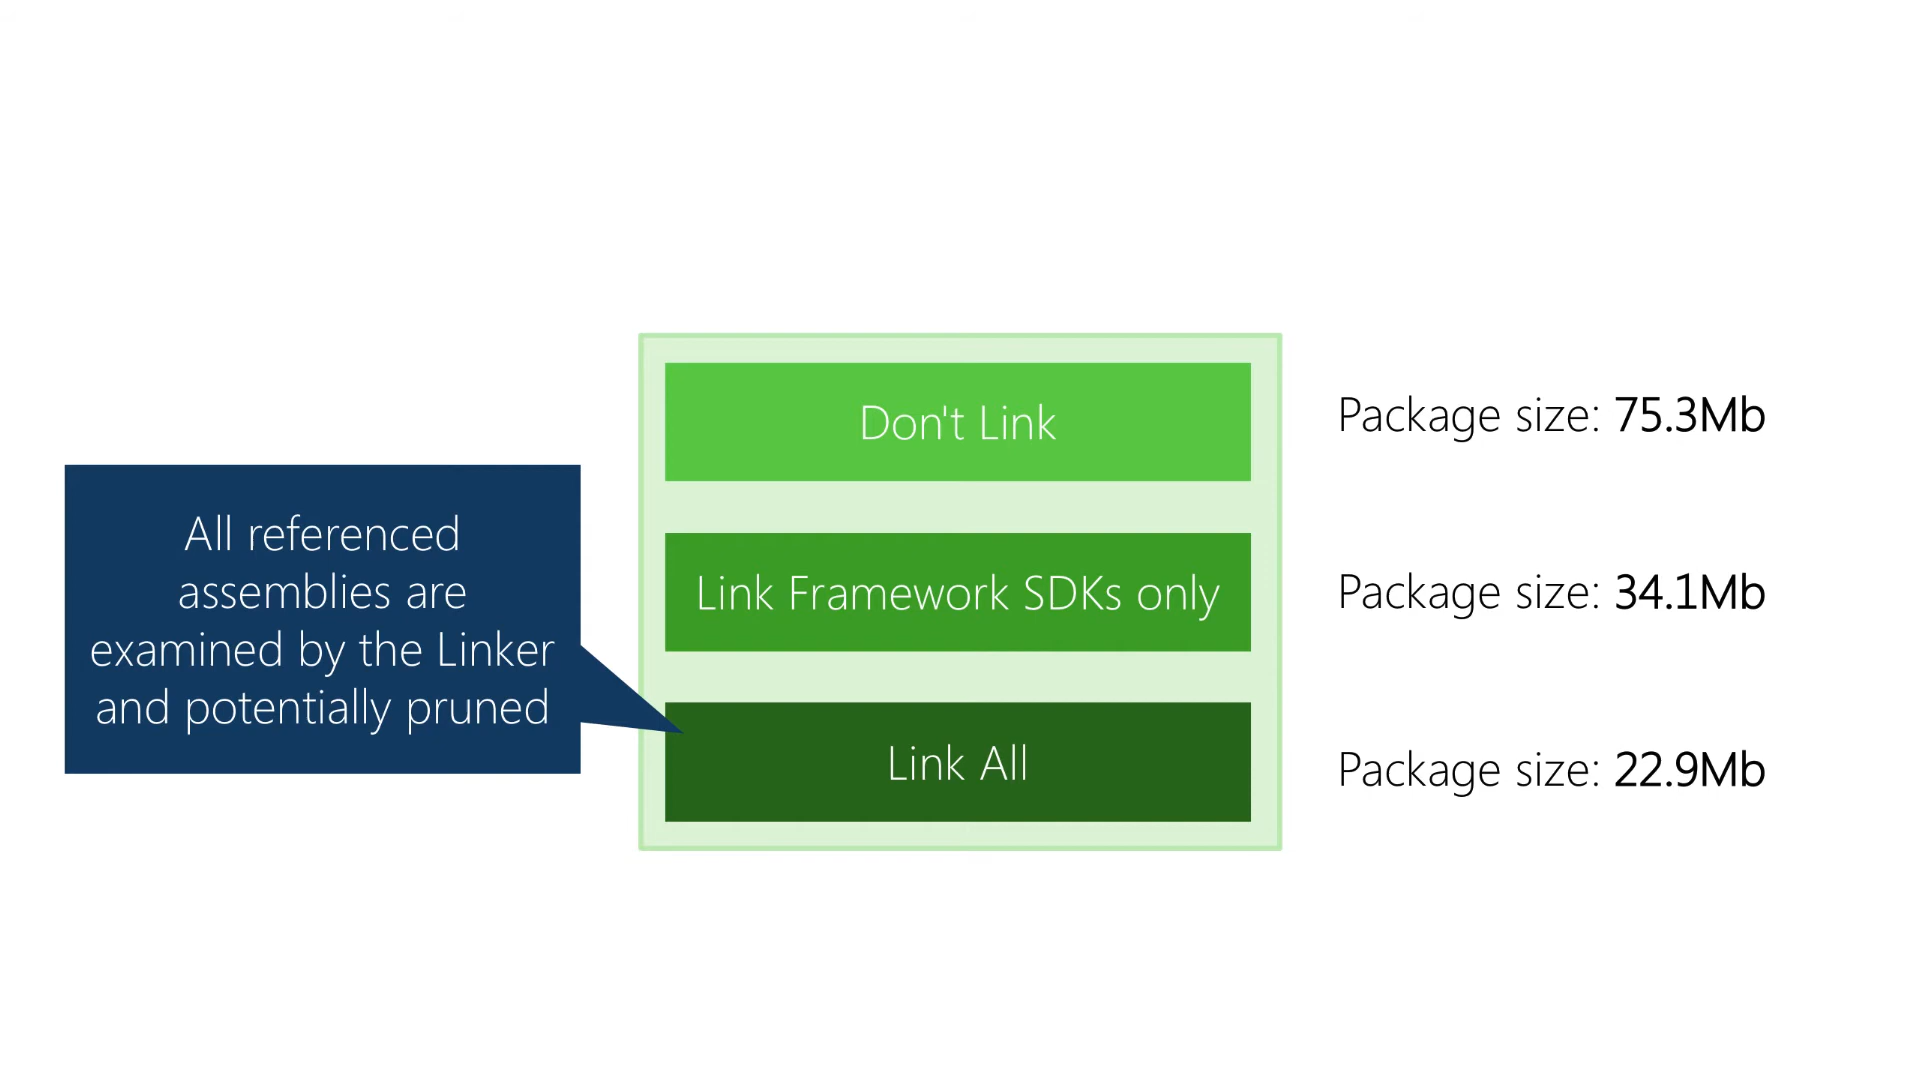 Don't Link
Package size: 75.3Mb
All referenced
assemblies are
examined by the Linker
and potentially pruned
Link Framework SDKs only
Package size: 34.1Mb
Link All
Package size: 22.9Mb